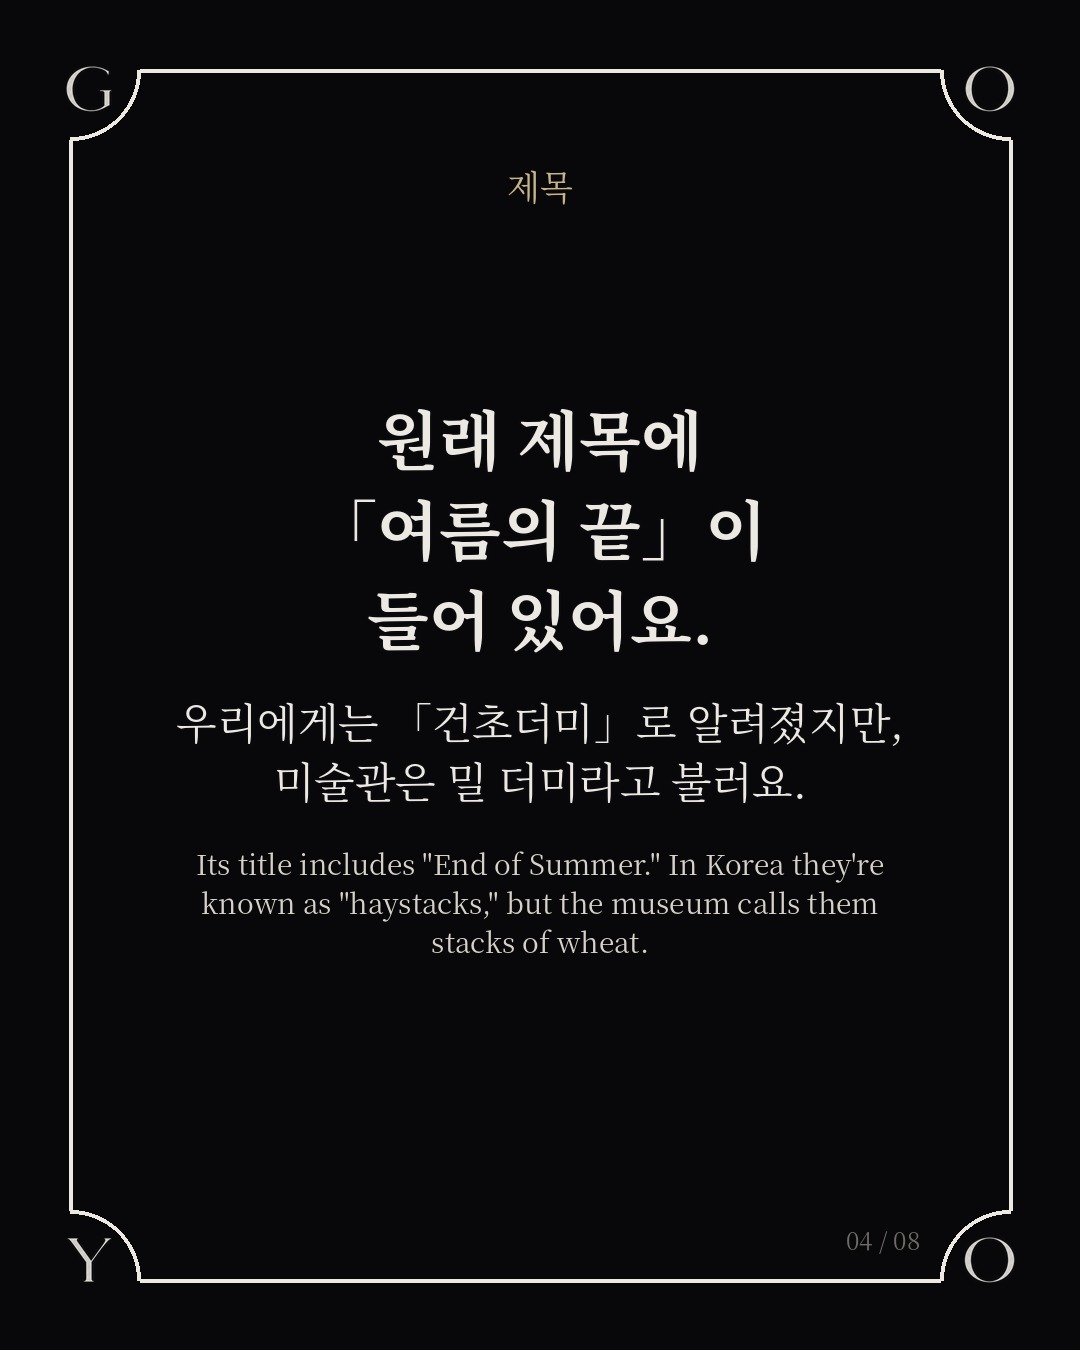 G O
제목
원래 제목에
「여름의 끝」 이
들어 있어요.
우리에게는 「건초더미」로 알려졌지만,
미술관은 밀 더미라고 불러요.
Its title includes "End of Summer." In Korea they're
known as "haystacks," but the museum calls them
stacks of wheat.
04 / 08
Y O